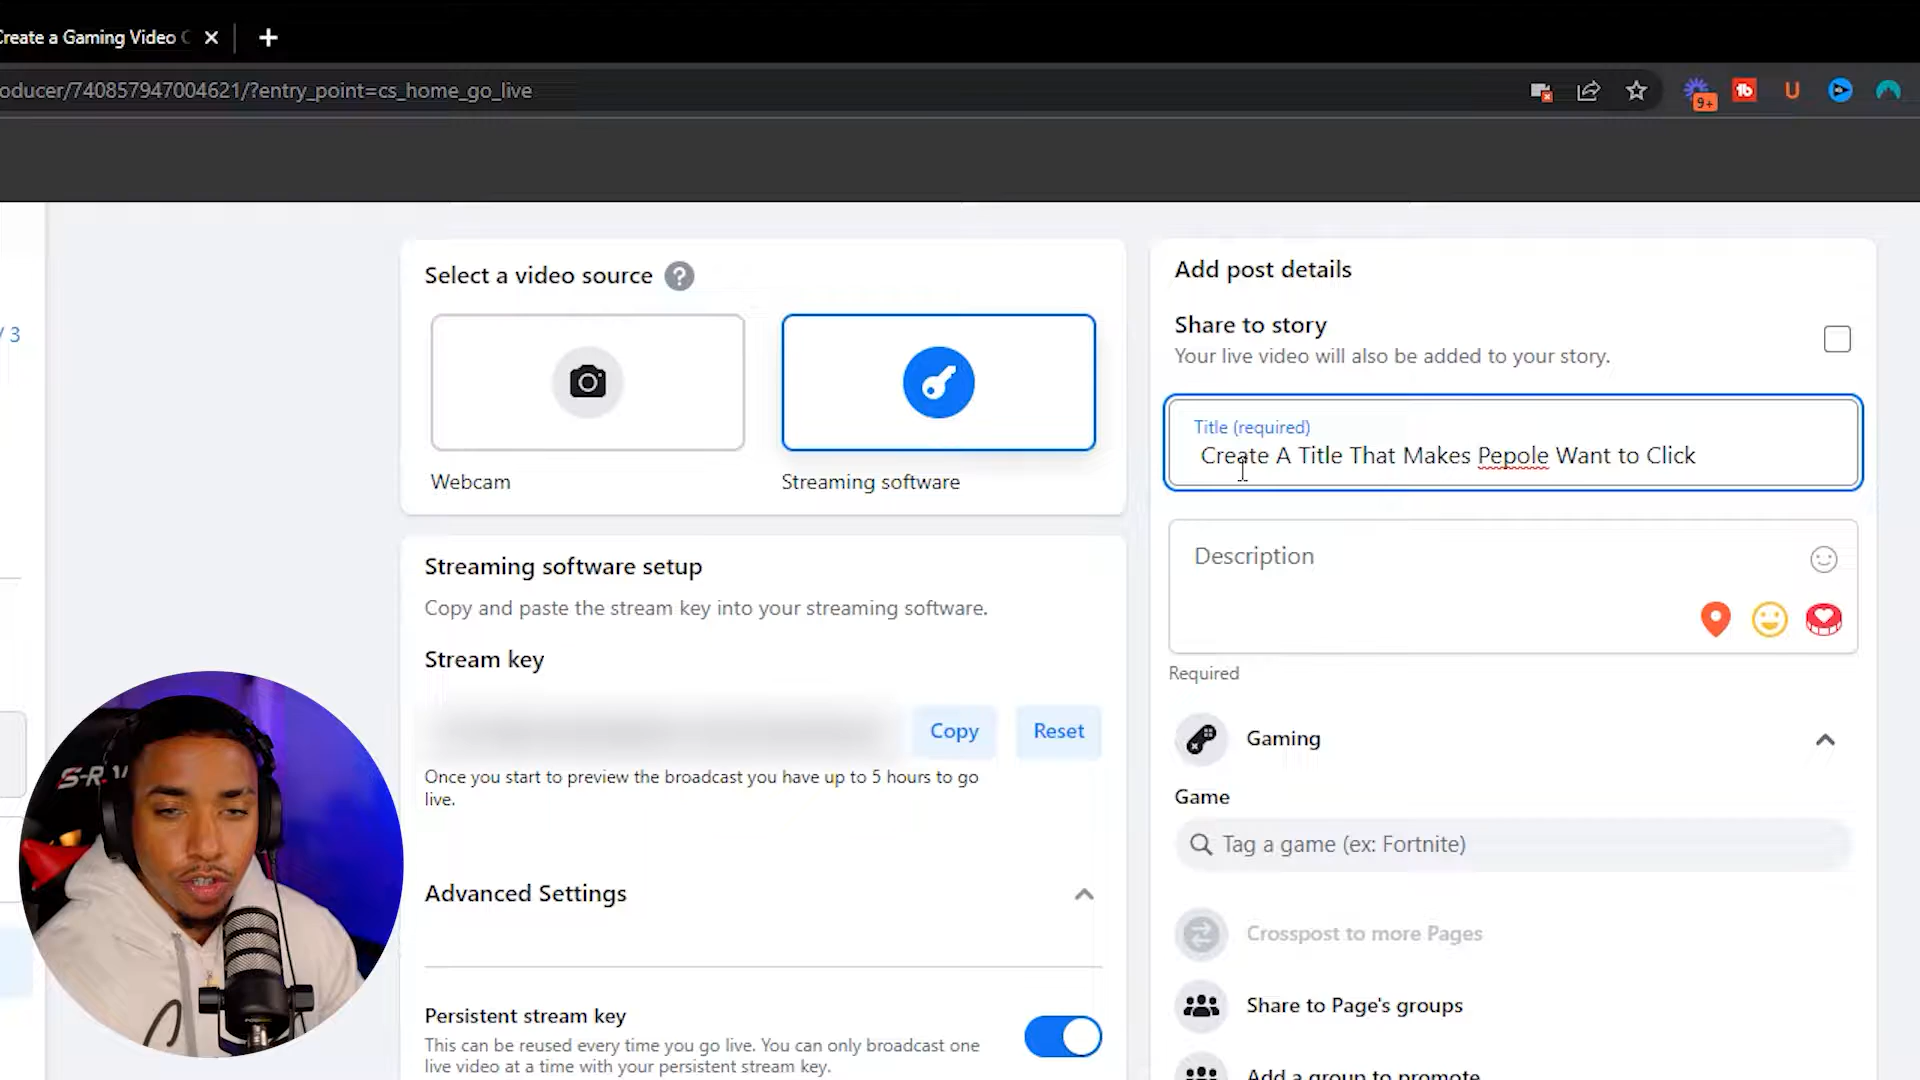 Create a Gaming Video
oducer/740857947004621/?entry_point=cs_home_go_live
9+
U
/ 3
Select a video source ?
Webcam
Streaming software
Streaming software setup
Copy and paste the stream key into your streaming software.
Stream key
Copy
Reset
Once you start to preview the broadcast you have up to 5 hours to go
live.
Advanced Settings
Persistent stream key
This can be reused every time you go live. You can only broadcast one
live video at a time with your persistent stream key.
Add post details
Share to story
Your live video will also be added to your story.
Title (required)
Create A Title That Makes Pepole Want to Click
Description
Required
Gaming
Game
Tag a game (ex: Fortnite)
Crosspost to more Pages
Share to Page's groups
Add a group to promote
S-R